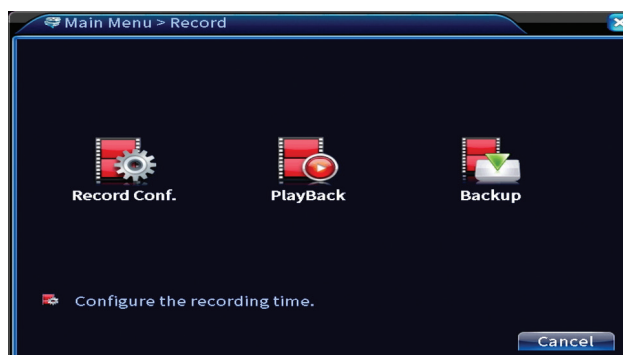 Main Menu > Record
Record Conf.
PlayBack
Backup
Configure the recording time.
Cancel